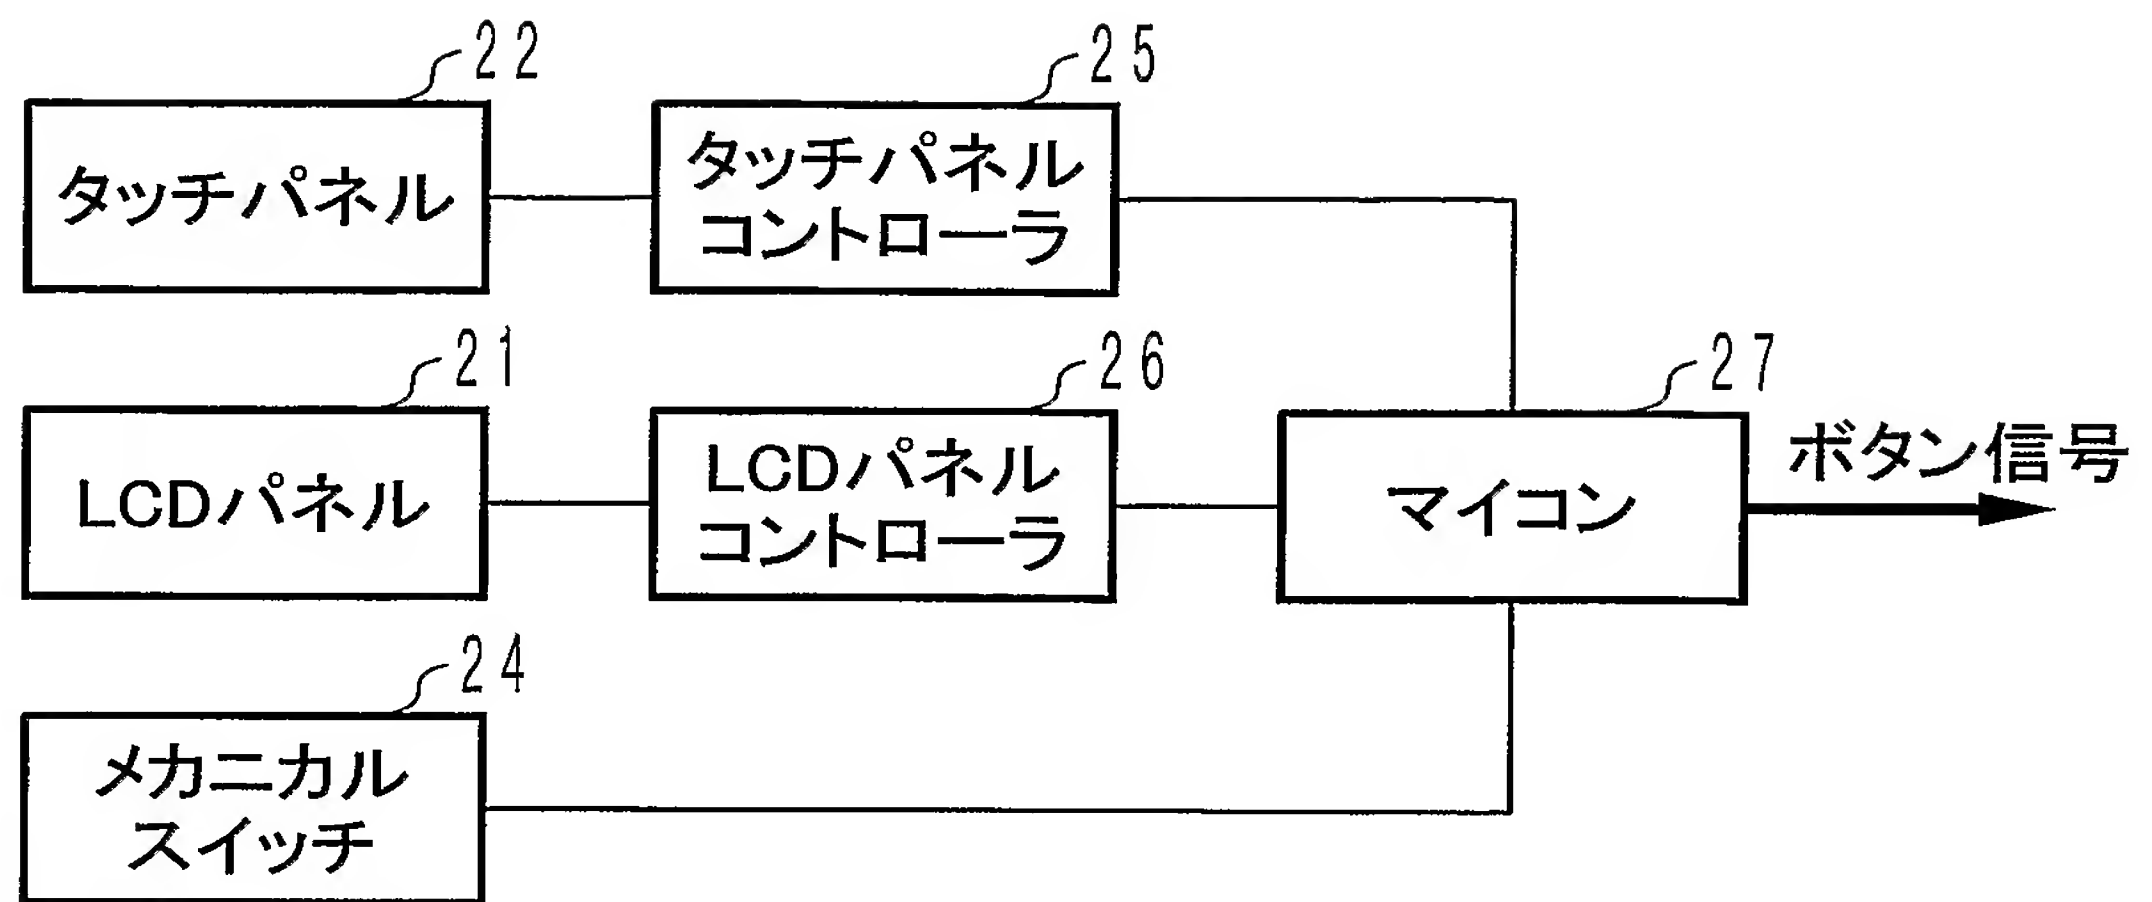 22
タッチパネル
25
タッチパネル
コントローラ
21
LCDパネル
26
LCDパネル
コントローラ
27
マイコン
ボタン信号
24
メカニカル
スイッチ